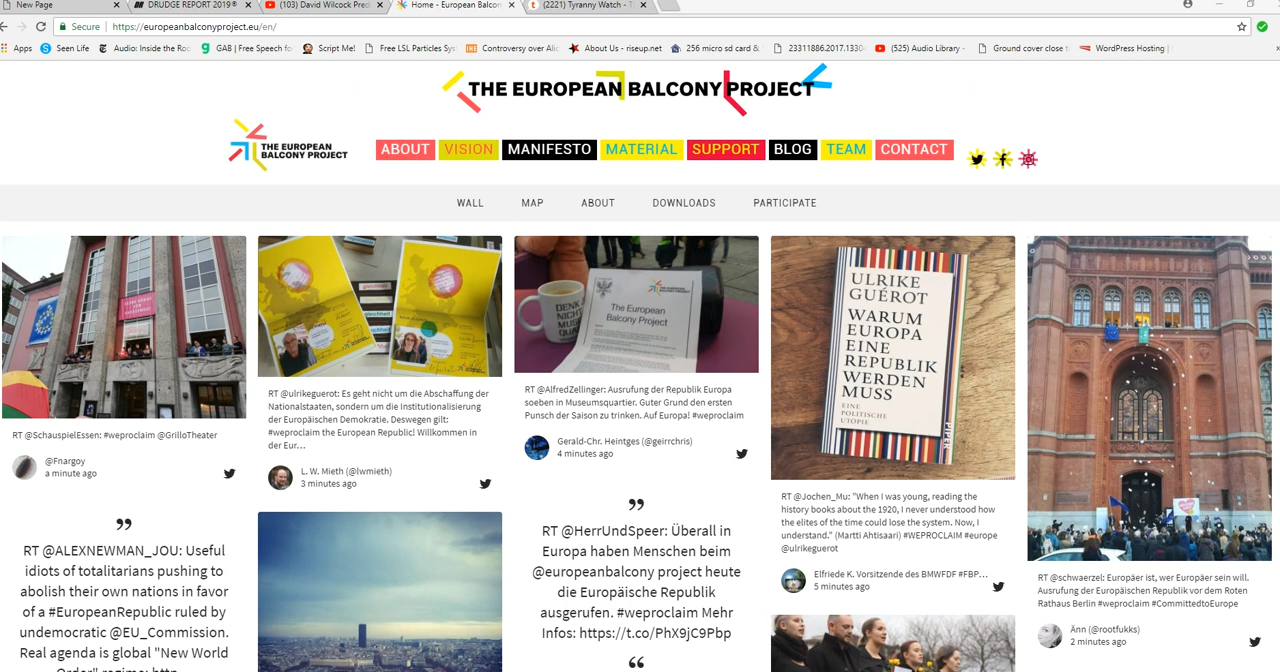 New Page
DRUDGE REPORT 2019®
(103) David Wilcock Pred
Home - European Balcon
(2221) Tyranny Watch - T
Secure
https://europeanbalconyproject.eu/en/
Apps
Seen Life
Audio: Inside the Roo
GAB | Free Speech fo
Script Me!
Free LSL Particles Sys
Controversy over Alic
About Us - riseup.net
256 micro sd card &
23311886.2017.1330
(525) Audio Library -
Ground cover close t
WordPress Hosting |
THE EUROPEAN BALCONY PROJECT
THE EUROPEAN
BALCONY PROJECT
ABOUT
VISION
MANIFESTO
MATERIAL
SUPPORT
BLOG
TEAM
CONTACT
WALL
MAP
ABOUT
DOWNLOADS
PARTICIPATE
RT @SchauspielEssen: #weproclaim @GrilloTheater
@Fnargoy
a minute ago
RT @ALEXNEWMAN_JOU: Useful
idiots of totalitarians pushing to
abolish their own natians in favor
of a #EuropeanRepublic ruled by
undemocratic @EU_Commission.
Real agenda is global "New World
Order" regime: http
RT @ulrikeguerot: Es geht nicht um die Abschaffung der
Nationalstaaten, sondern um die Institutionalisierung
der Europäischen Demokratie. Deswegen gilt:
#weproclaim the European Republic! Willkommen in
der Eur…
L. W. Mieth (@lwmieth)
3 minutes ago
THE EUROPEAN
BALCONY PROJECT
The European
Balcony Project
DENK
NICHT
MUSE
QUA
RT @AlfredZellinger: Ausrufung der Republik Europa
soeben in Museumsquartier. Guter Grund den ersten
Punsch der Saison zu trinken. Auf Europa! #weproclaim
Gerald-Chr. Heintges (@geirrchris)
4 minutes ago
RT @HerrUndSpeer: Überall in
Europa haben Menschen beim
@europeanbalcony project heute
die Europäische Republik
ausgerufen. #weproclaim Mehr
Infos: https://t.co/PhX9jC9Pbp
ULRIKE
GUÉROT
WARUM
EUROPA
EINE
REPUBLIK
WERDEN
MUSS
EINE
POLITISCHE
UTOPIE
PIPER
RT @Jochen_Mu: "When I was young, reading the
history books about the 1920, I never understood how
the elites of the time could lose the system. Now, I
understand." (Martti Ahtisaari) #WEPROCLAIM #europe
@ulrikeguerot
Elfriede K. Vorsitzende des BMWFDF #FBP…
5 minutes ago
RT @schwaerzel: Europäer ist, wer Europäer sein will.
Ausrufung der Europäischen Republik vor dem Roten
Rathaus Berlin #weproclaim #CommittedtoEurope
Änn (@rootfukks)
2 minutes ago